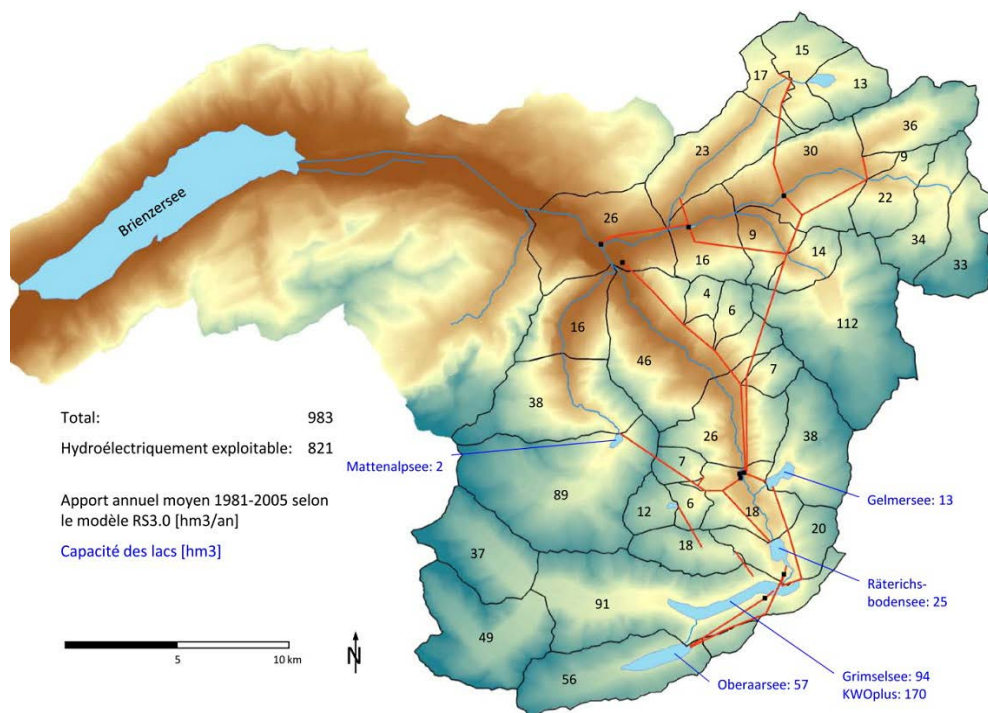 15
17
13
36
23
30
9
22
Brienzersee
26
9
34
16
14
33
4
6
112
16
46
7
Total: 983
38
Hydroélectriquement exploitable: 821
26
38
Mattenalpsee: 2
7
89
Gelmersee: 13
Apport annuel moyen 1981-2005 selon
le modèle RS3.0 [hm3/an]
12
6
18
20
Capacité des lacs [hm3]
37
18
Räterichs-
bodensee: 25
91
49
5
10 km
N
56
Oberaarsee: 57
Grimselsee: 94
KWOplus: 170